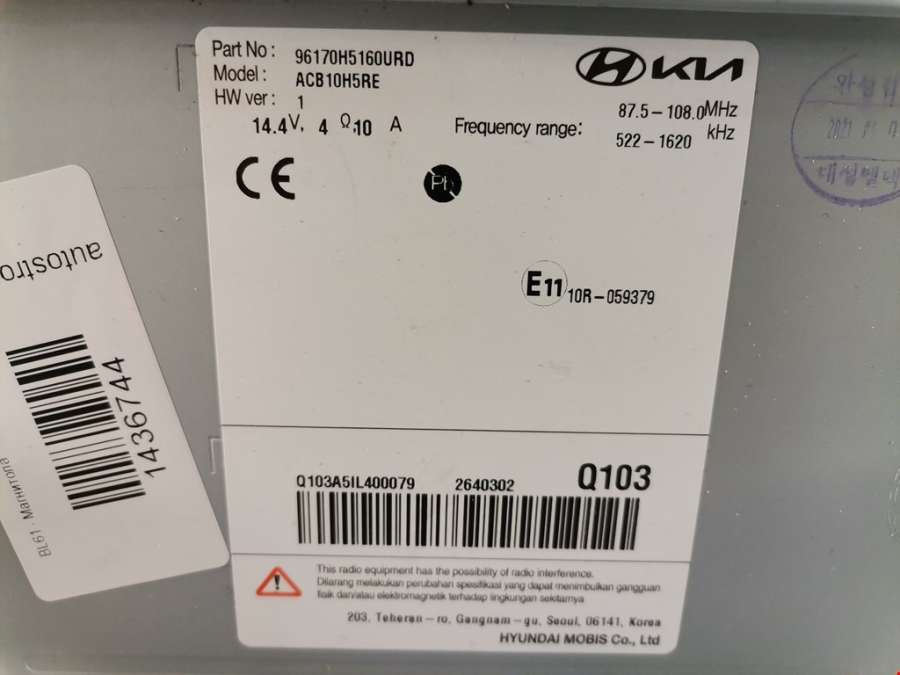 Part No : 96170H5160URD
Model : ACB10H5RE
HW ver : 1
14.4V, 4 Ω,10 A
Frequency range: 87.5-108.0MHz
522-1620 kHz
HYUNDAI KIA
CE
E11 10R-059379
Q103A5IL400079 2640302 Q103
This radio equipment has the possibility of radio interference.
Dilarang melakukan perubahan spesifikasi yang dapat menimbulkan gangguan
fisik dan/atau elektromagnetik terhadap lingkungan sekitarnya
203, Teheran-ro, Gangnam-gu, Seoul, 06141, Korea
HYUNDAI MOBIS Co., Ltd
autostro
1436744
BL61 - Магнитола
2021